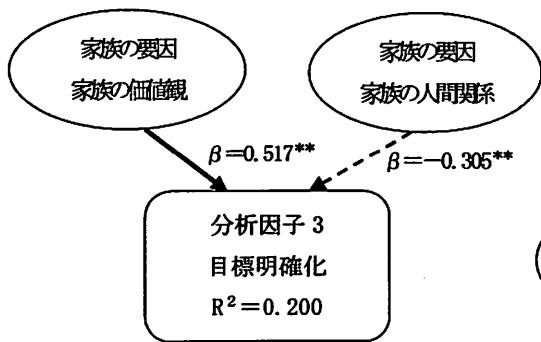 家族の要因
家族の価値観
家族の要因
家族の人間関係
β＝0.517**
β＝−0.305**
分析因子 3
目標明確化
R²＝0.200